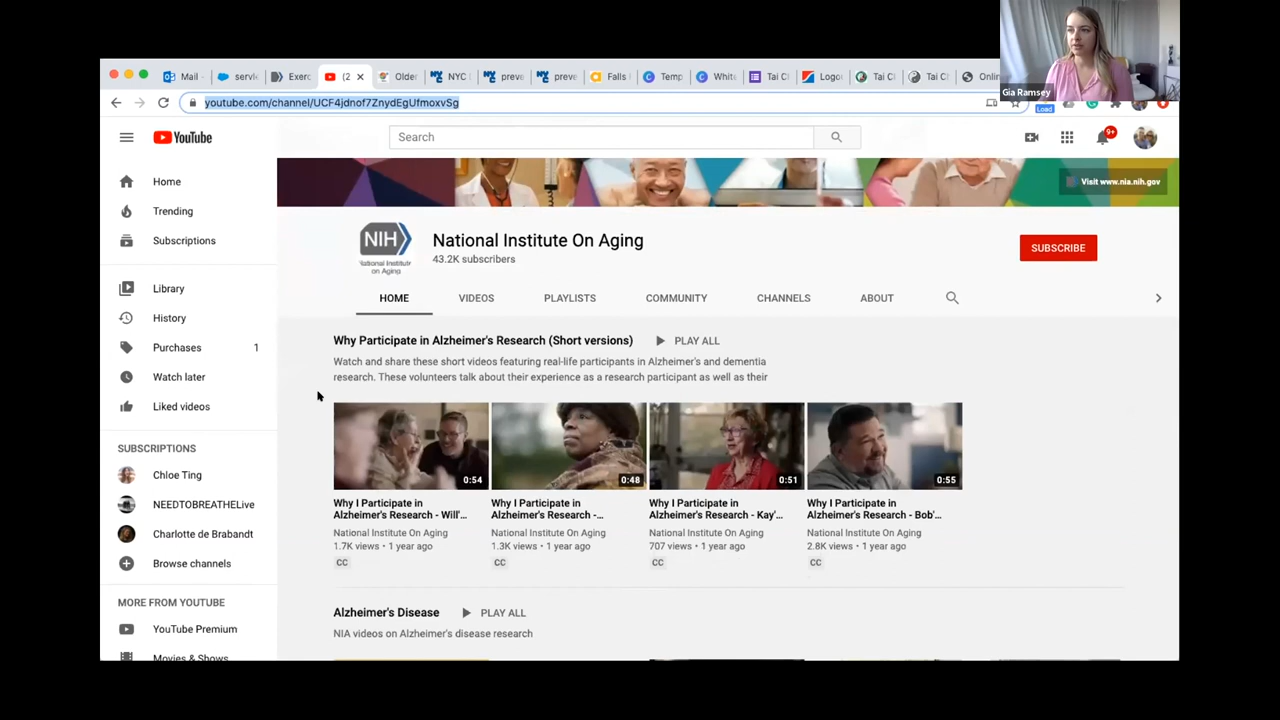 Gia Ramsey
Mail
servic
Exerc
(2
Older
NYC
preve
preve
Falls
Temp
White
Tai C
Logo
Tai C
Tai C
Onlin
youtube.com/channel/UCF4jdnof7ZnydEgUfmoxvSg
Load
YouTube
Search
9+
Home
Trending
Subscriptions
Library
History
Purchases 1
Watch later
Liked videos
SUBSCRIPTIONS
Chloe Ting
NEEDTOBREATHELive
Charlotte de Brabandt
Browse channels
MORE FROM YOUTUBE
YouTube Premium
Movies & Shows
Visit www.nia.nih.gov
NIH
National Institute
on Aging
National Institute On Aging
43.2K subscribers
SUBSCRIBE
HOME VIDEOS PLAYLISTS COMMUNITY CHANNELS ABOUT
Why Participate in Alzheimer's Research (Short versions) PLAY ALL
Watch and share these short videos featuring real-life participants in Alzheimer's and dementia
research. These volunteers talk about their experience as a research participant as well as their
0:54
Why I Participate in
Alzheimer's Research - Will'...
National Institute On Aging
1.7K views • 1 year ago
CC
0:48
Why I Participate in
Alzheimer's Research -...
National Institute On Aging
1.3K views • 1 year ago
CC
0:51
Why I Participate in
Alzheimer's Research - Kay'...
National Institute On Aging
707 views • 1 year ago
CC
0:55
Why I Participate in
Alzheimer's Research - Bob'...
National Institute On Aging
2.8K views • 1 year ago
CC
Alzheimer's Disease PLAY ALL
NIA videos on Alzheimer's disease research